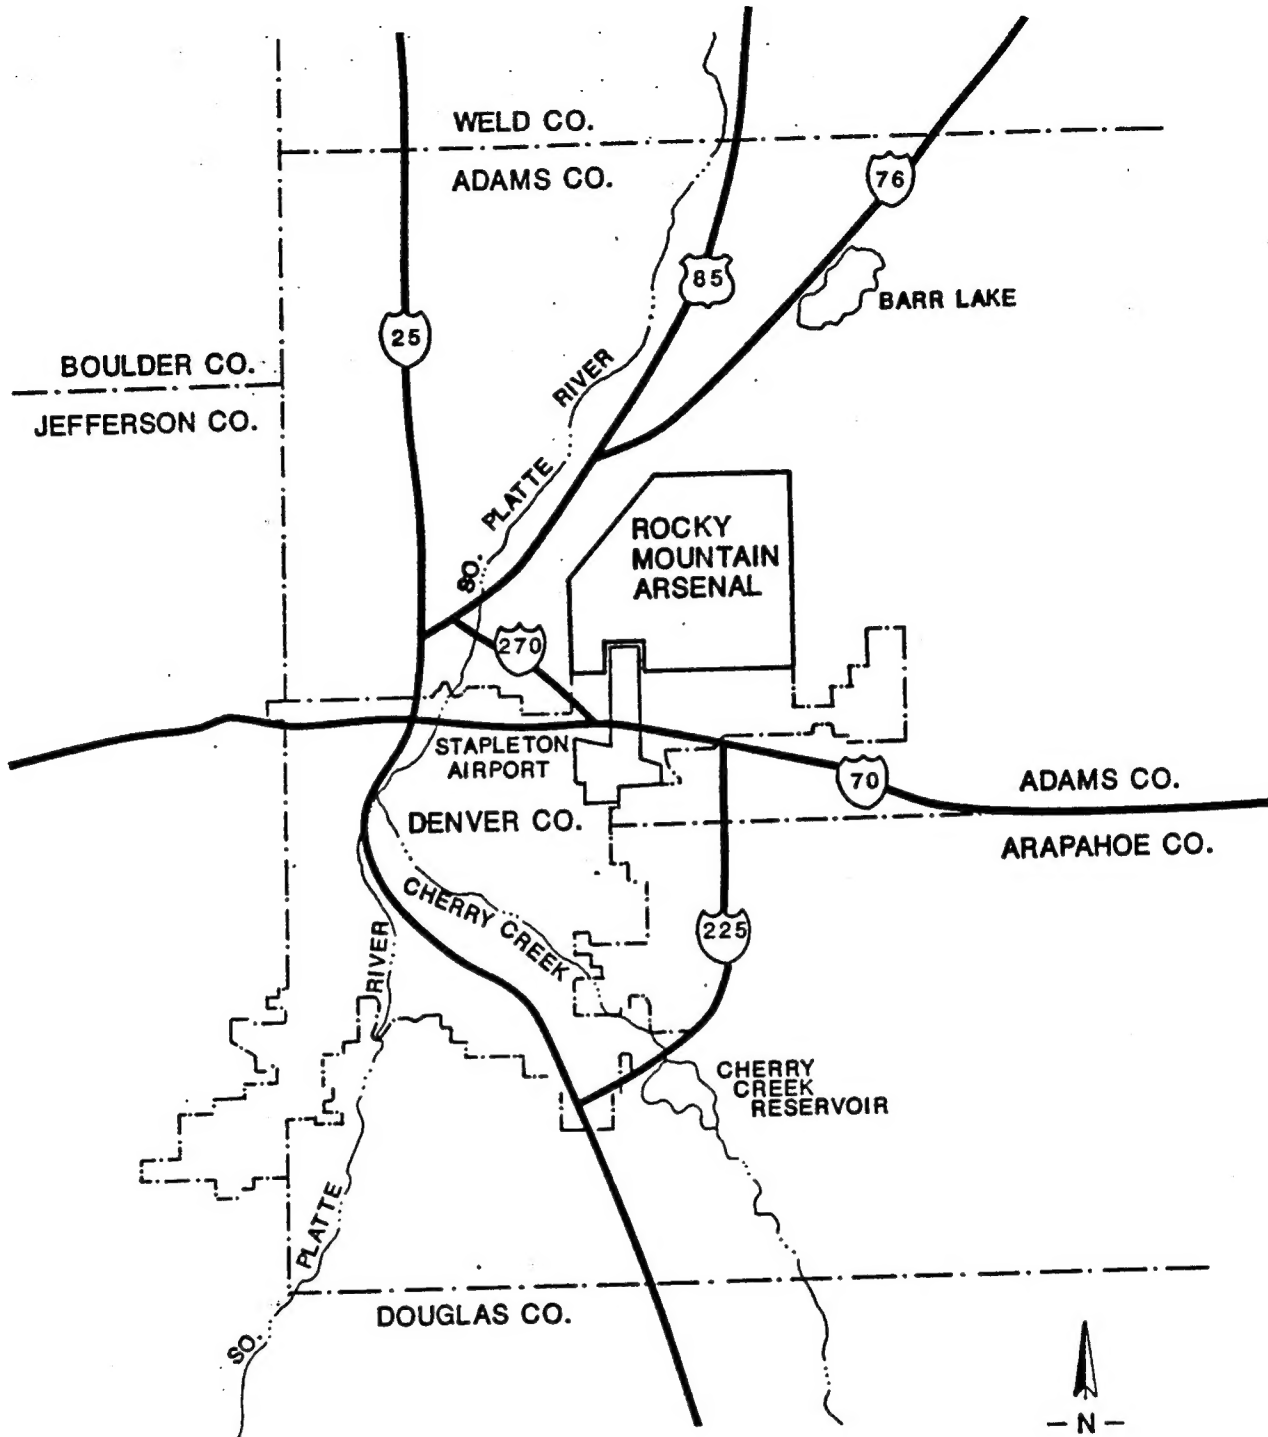 WELD CO.
ADAMS CO.
76
85
BARR LAKE
25
BOULDER CO.
JEFFERSON CO.
SO. PLATTE RIVER
ROCKY
MOUNTAIN
ARSENAL
270
STAPLETON
AIRPORT
70
ADAMS CO.
DENVER CO.
ARAPAHOE CO.
CHERRY CREEK
225
SO. PLATTE RIVER
CHERRY
CREEK
RESERVOIR
DOUGLAS CO.
— N —